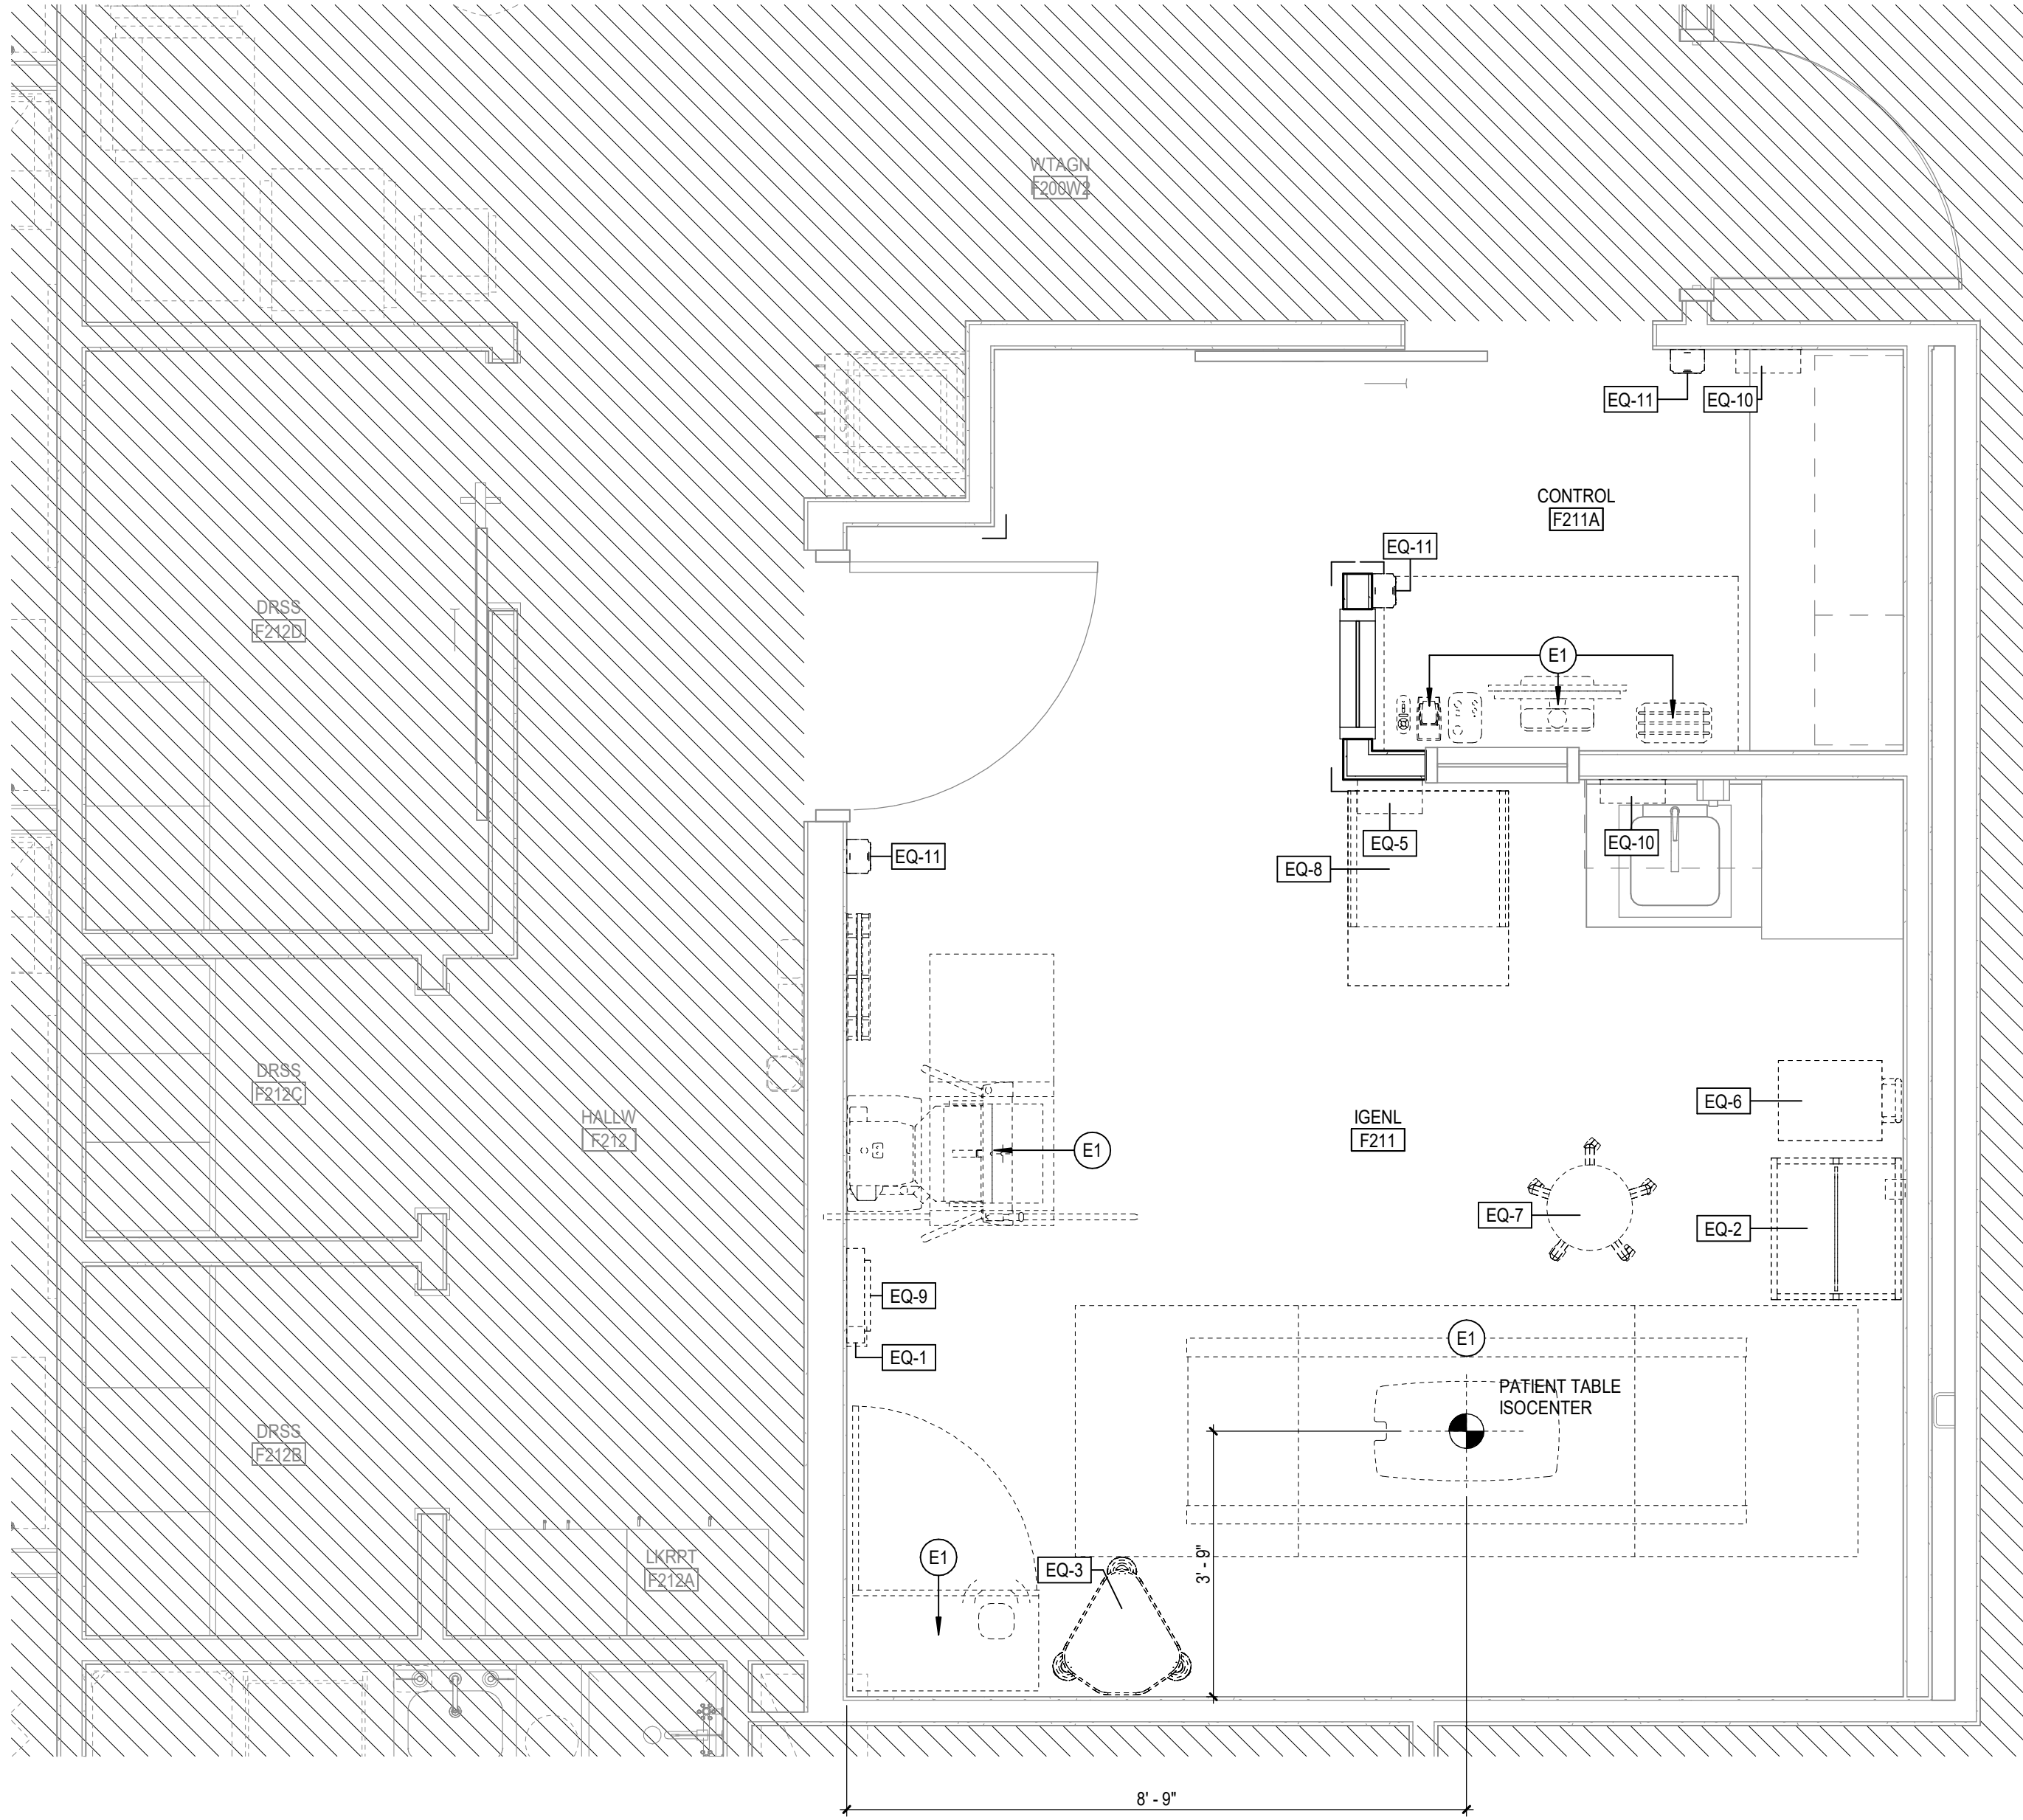 WTAGN
F200W2
EQ-11
EQ-10
CONTROL
F211A
EQ-11
DRSS
F212D
E1
EQ-11
EQ-5
EQ-10
EQ-8
DRSS
F212C
HALLW
F212
E1
IGENL
F211
EQ-6
EQ-7
EQ-2
EQ-9
EQ-1
E1
PATIENT TABLE
ISOCENTER
DRSS
F212B
LKRPT
F212A
E1
EQ-3
3' - 9"
8' - 9"